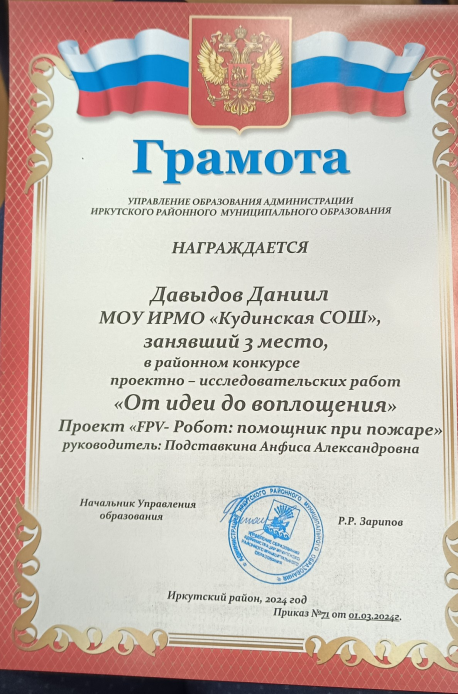 Грамота
УПРАВЛЕНИЕ ОБРАЗОВАНИЯ АДМИНИСТРАЦИИ
ИРКУТСКОГО РАЙОННОГО МУНИЦИПАЛЬНОГО ОБРАЗОВАНИЯ
НАГРАЖДАЕТСЯ
Давыдов Даниил
МОУ ИРМО «Кудинская СОШ»,
занявший 3 место,
в районном конкурсе
проектно – исследовательских работ
«От идеи до воплощения»
Проект «FPV- Робот: помощник при пожаре»
руководитель: Подставкина Анфиса Александровна
Начальник Управления
образования
Р.Р. Зарипов
Иркутский район, 2024 год
Приказ №71 от 01.03.2024г.